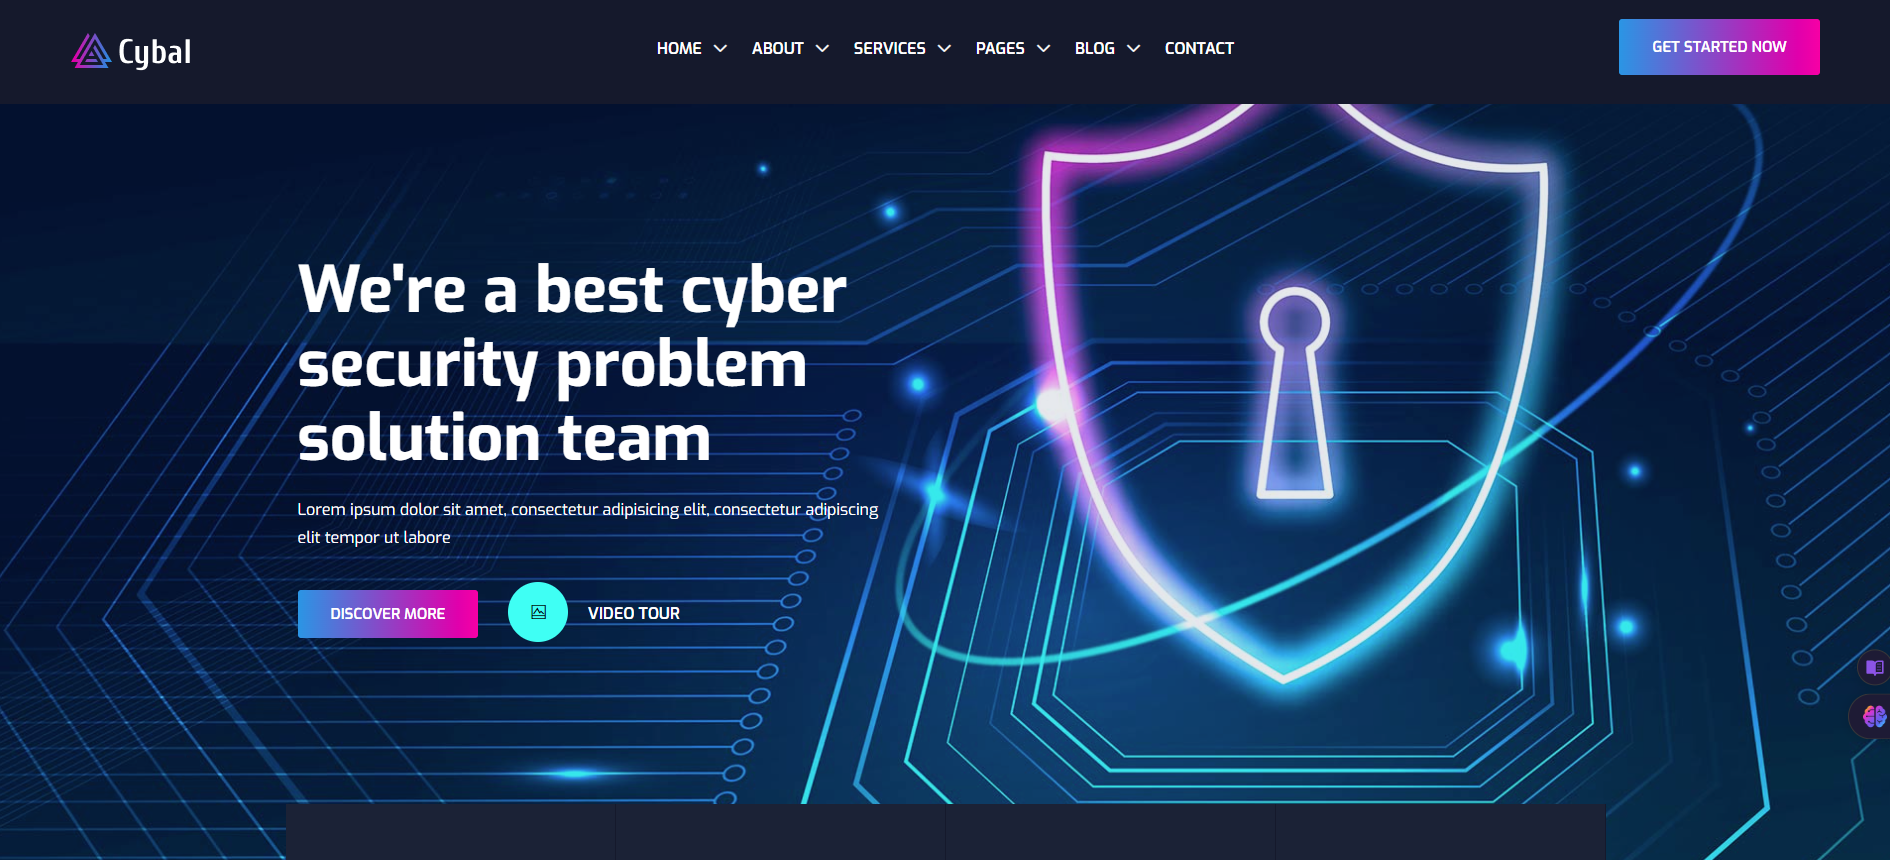 Cybal
HOME
ABOUT
SERVICES
PAGES
BLOG
CONTACT
GET STARTED NOW
We're a best cyber
security problem
solution team
Lorem ipsum dolor sit amet, consectetur adipisicing elit, consectetur adipiscing
elit tempor ut labore
DISCOVER MORE
VIDEO TOUR